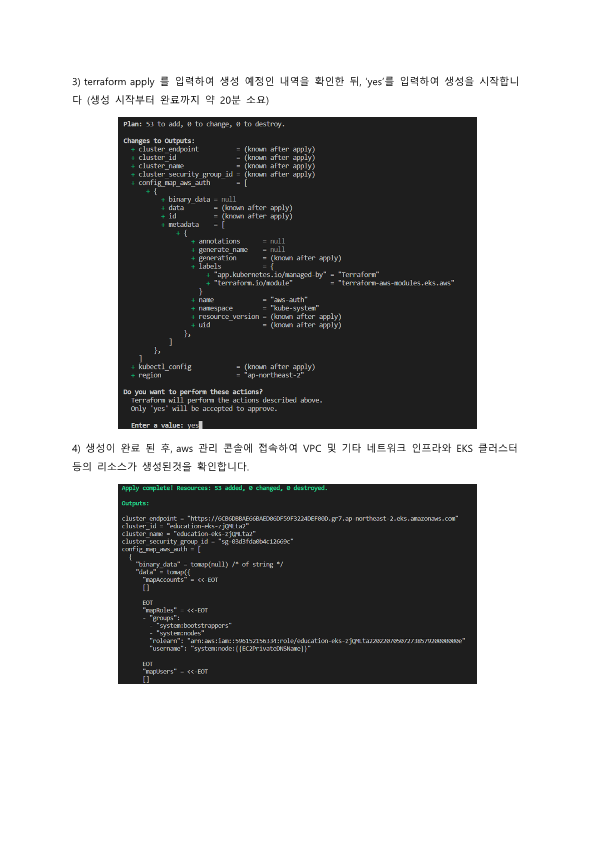 3) terraform apply 를 입력하여 생성 예정인 내역을 확인한 뒤, ‘yes’를 입력하여 생성을 시작합니
다 (생성 시작부터 완료까지 약 20분 소요)
Plan: 53 to add, 0 to change, 0 to destroy.
Changes to Outputs:
+ cluster_endpoint = (known after apply)
+ cluster_id = (known after apply)
+ cluster_name = (known after apply)
+ cluster_security_group_id = (known after apply)
+ config_map_aws_auth = [
+ {
+ binary_data = null
+ data = (known after apply)
+ id = (known after apply)
+ metadata = [
+ {
+ annotations = null
+ generate_name = null
+ generation = (known after apply)
+ labels = {
+ "app.kubernetes.io/managed-by" = "Terraform"
+ "terraform.io/module" = "terraform-aws-modules.eks.aws"
}
+ name = "aws-auth"
+ namespace = "kube-system"
+ resource_version = (known after apply)
+ uid = (known after apply)
},
]
},
]
+ kubectl_config = (known after apply)
+ region = "ap-northeast-2"
Do you want to perform these actions?
Terraform will perform the actions described above.
Only 'yes' will be accepted to approve.
Enter a value: yes
4) 생성이 완료 된 후, aws 관리 콘솔에 접속하여 VPC 및 기타 네트워크 인프라와 EKS 클러스터
등의 리소스가 생성된것을 확인합니다.
Apply complete! Resources: 53 added, 0 changed, 0 destroyed.
Outputs:
cluster_endpoint = "https://6CB6DBBAE66BAED06DF59F3224DEF00D.gr7.ap-northeast-2.eks.amazonaws.com"
cluster_id = "education-eks-zjQMLta2"
cluster_name = "education-eks-zjQMLta2"
cluster_security_group_id = "sg-03d3fda0b4c12669c"
config_map_aws_auth = [
{
"binary_data" = tomap(null) /* of string */
"data" = tomap({
"mapAccounts" = <<-EOT
[]
EOT
"mapRoles" = <<-EOT
- "groups":
- "system:bootstrappers"
- "system:nodes"
"rolearn": "arn:aws:iam::596152156334:role/education-eks-zjQMLta22022070507273857920000000e"
"username": "system:node:{{EC2PrivateDNSName}}"
EOT
"mapUsers" = <<-EOT
[]